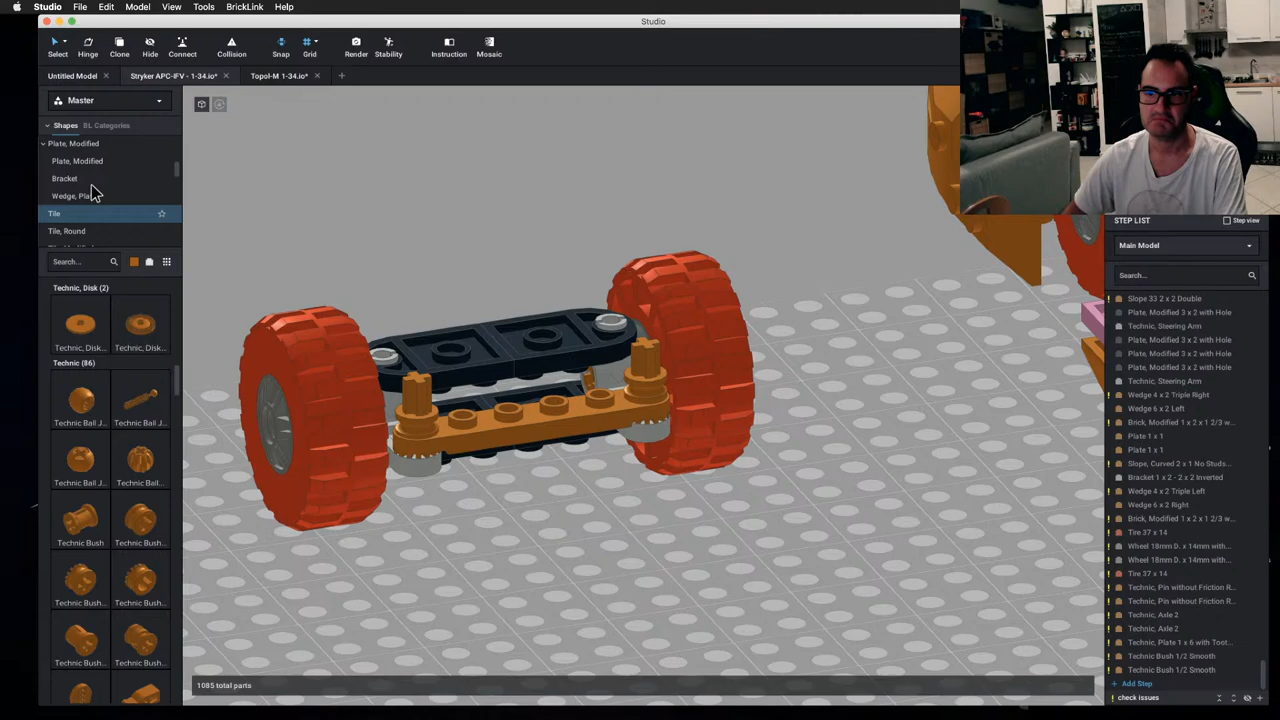 Studio File Edit Model View Tools BrickLink Help
Studio
Select Hinge Clone Hide Connect Collision Snap Grid Render Stability Instruction Mosaic
Untitled Model × Stryker APC-IFV - 1-34.io* × Topol-M 1-34.io* × +
Master
Shapes BL Categories
Plate, Modified
Plate, Modified
Bracket
Wedge, Pla
Tile
Tile, Round
Search...
Technic, Disk (2)
Technic, Disk... Technic, Disk...
Technic (86)
Technic Ball J... Technic Ball J...
Technic Ball J... Technic Ball J...
Technic Bush Technic Bush...
Technic Bush... Technic Bush...
Technic Bush... Technic Bush...
1085 total parts
STEP LIST Step view
Main Model
Search...
Slope 33 2 x 2 Double
Plate, Modified 3 x 2 with Hole
Technic, Steering Arm
Plate, Modified 3 x 2 with Hole
Plate, Modified 3 x 2 with Hole
Plate, Modified 3 x 2 with Hole
Technic, Steering Arm
Wedge 4 x 2 Triple Right
Wedge 6 x 2 Left
Brick, Modified 1 x 2 x 1 2/3 w...
Plate 1 x 1
Plate 1 x 1
Slope, Curved 2 x 1 No Studs...
Bracket 1 x 2 - 2 x 2 Inverted
Wedge 4 x 2 Triple Left
Wedge 6 x 2 Right
Brick, Modified 1 x 2 x 1 2/3 w...
Tire 37 x 14
Wheel 18mm D. x 14mm with...
Wheel 18mm D. x 14mm with...
Tire 37 x 14
Technic, Pin without Friction R...
Technic, Pin without Friction R...
Technic, Axle 2
Technic, Axle 2
Technic, Plate 1 x 6 with Toot...
Technic Bush 1/2 Smooth
Technic Bush 1/2 Smooth
+ Add Step
! check issues